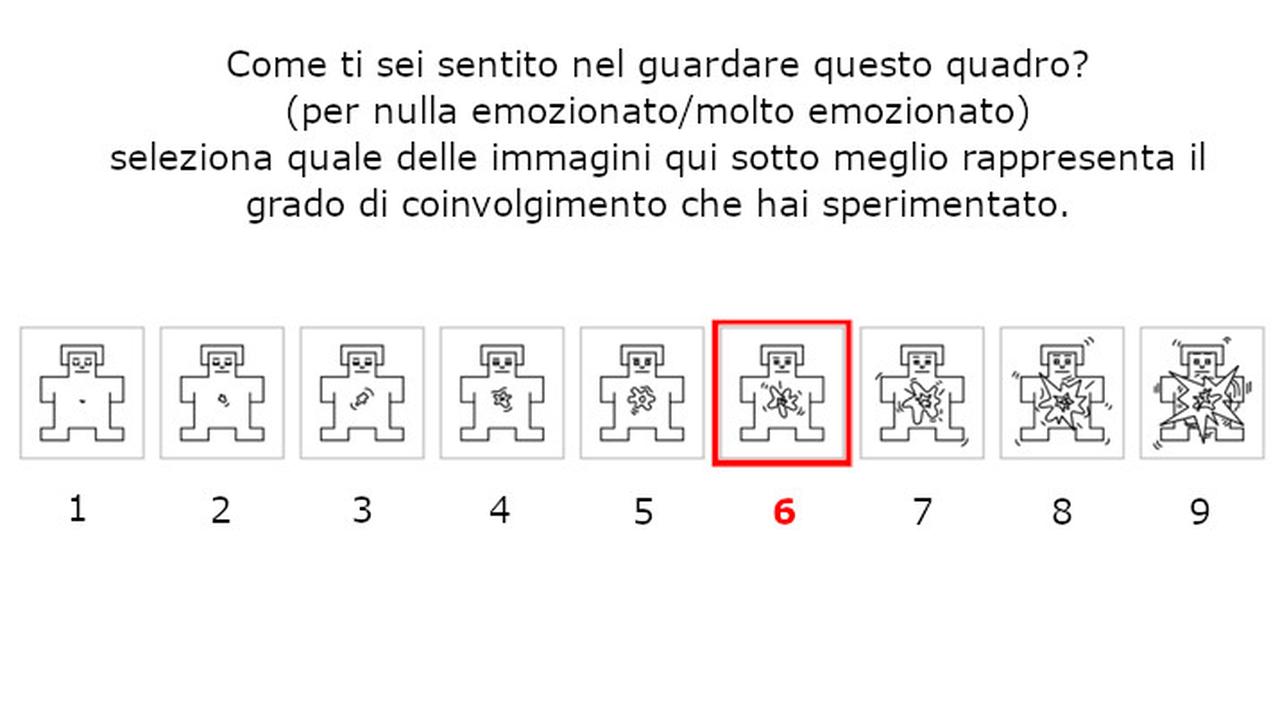 Come ti sei sentito nel guardare questo quadro?
(per nulla emozionato/molto emozionato)
seleziona quale delle immagini qui sotto meglio rappresenta il
grado di coinvolgimento che hai sperimentato.
1 2 3 4 5 6 7 8 9